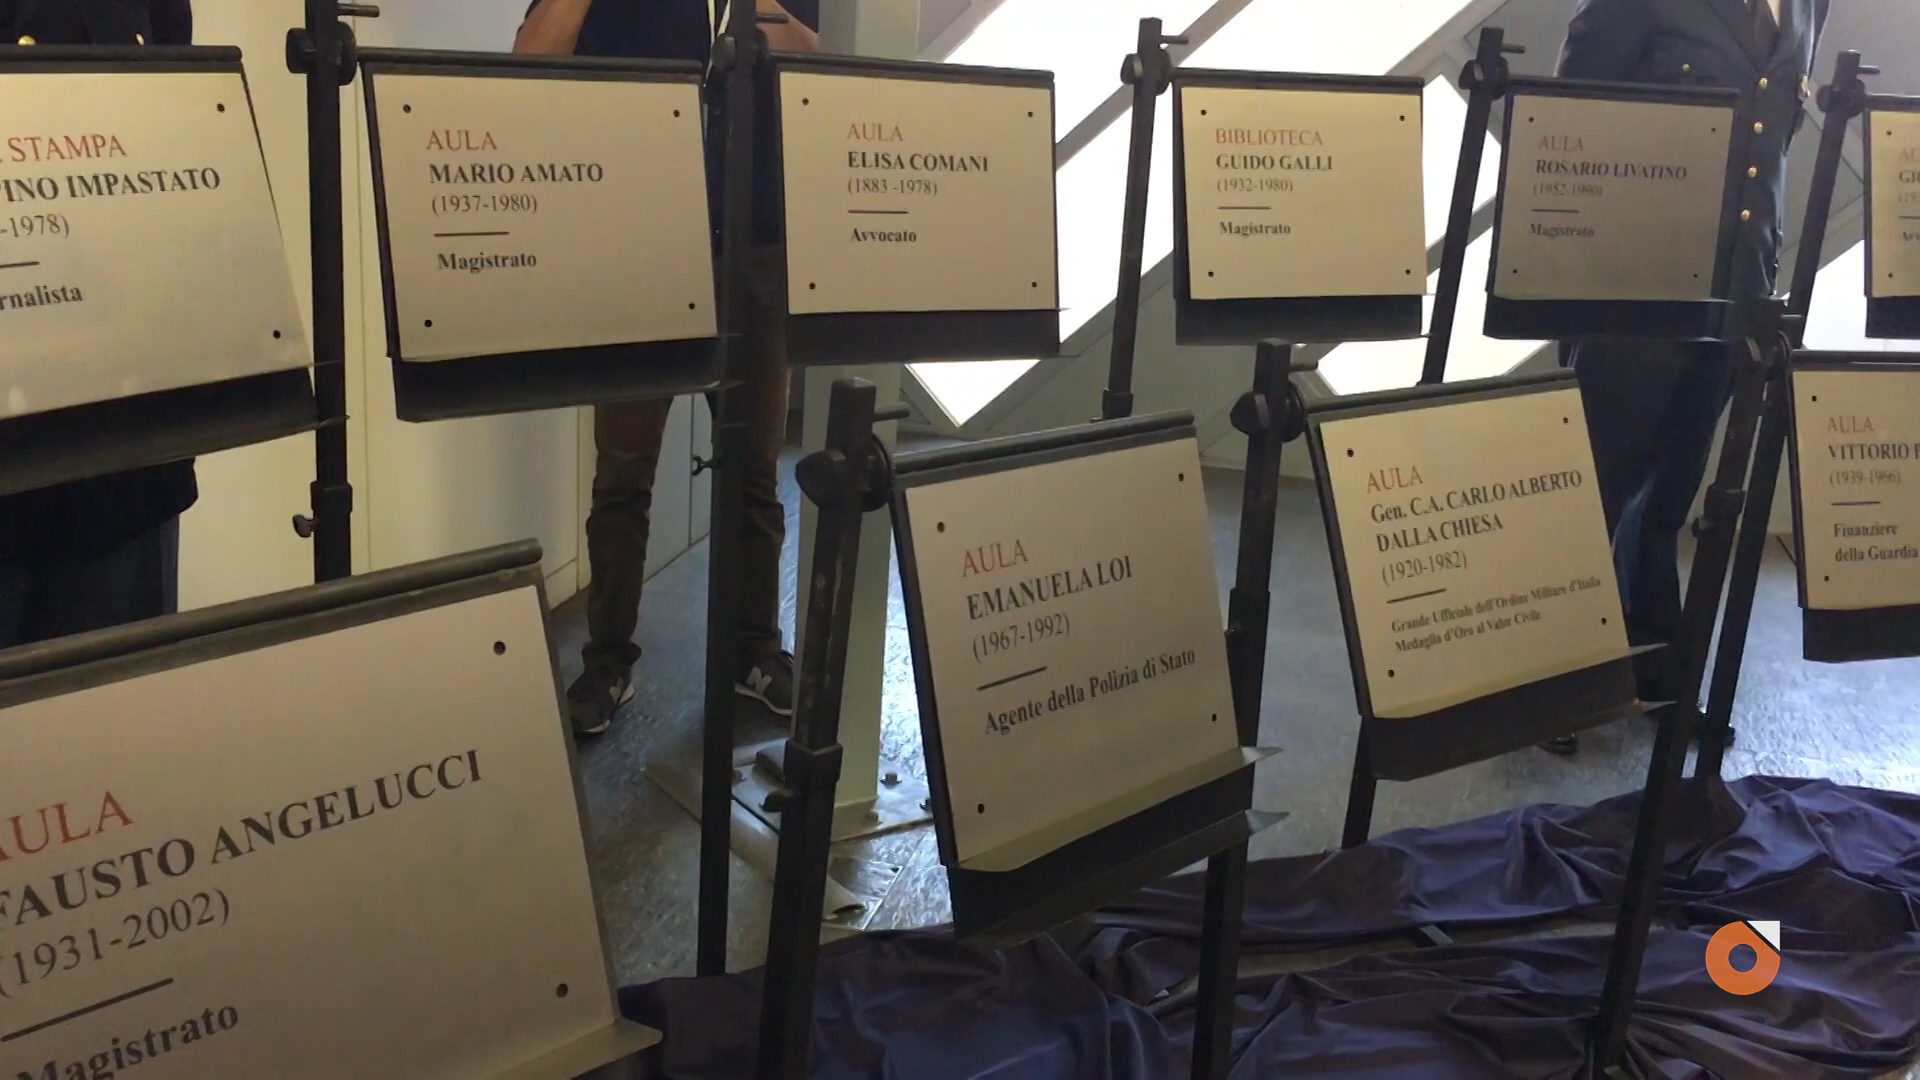 STAMPA
PINO IMPASTATO
-1978)
rnalista
AULA
MARIO AMATO
(1937-1980)
Magistrato
AULA
ELISA COMANI
(1883 -1978)
Avvocato
BIBLIOTECA
GUIDO GALLI
(1932-1980)
Magistrato
AULA
ROSARIO LIVATINO
(1952-1990)
Magistrato
AULA
FAUSTO ANGELUCCI
(1931-2002)
Magistrato
AULA
EMANUELA LOI
(1967-1992)
Agente della Polizia di Stato
AULA
Gen. C.A. CARLO ALBERTO
DALLA CHIESA
(1920-1982)
Grande Ufficiale dell'Ordine Militare d'Italia
Medaglia d'Oro al Valor Civile
AULA
VITTORIO
(1939-1966)
Finanziere
della Guardia